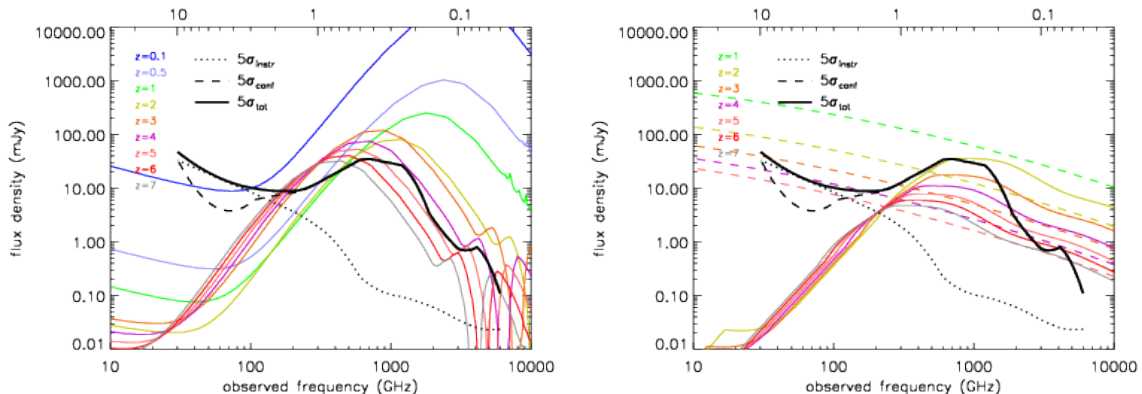 10 1 0.1
10000.00
1000.00
100.00
10.00
1.00
0.10
0.01
flux density (mJy)
z=0.1
z=0.5
z=1
z=2
z=3
z=4
z=5
z=6
z=7
5σinstr
5σconf
5σtot
10 100 1000 10000
observed frequency (GHz)
10 1 0.1
10000.00
1000.00
100.00
10.00
1.00
0.10
0.01
flux density (mJy)
z=1
z=2
z=3
z=4
z=5
z=6
z=7
5σinstr
5σconf
5σtot
10 100 1000 10000
observed frequency (GHz)